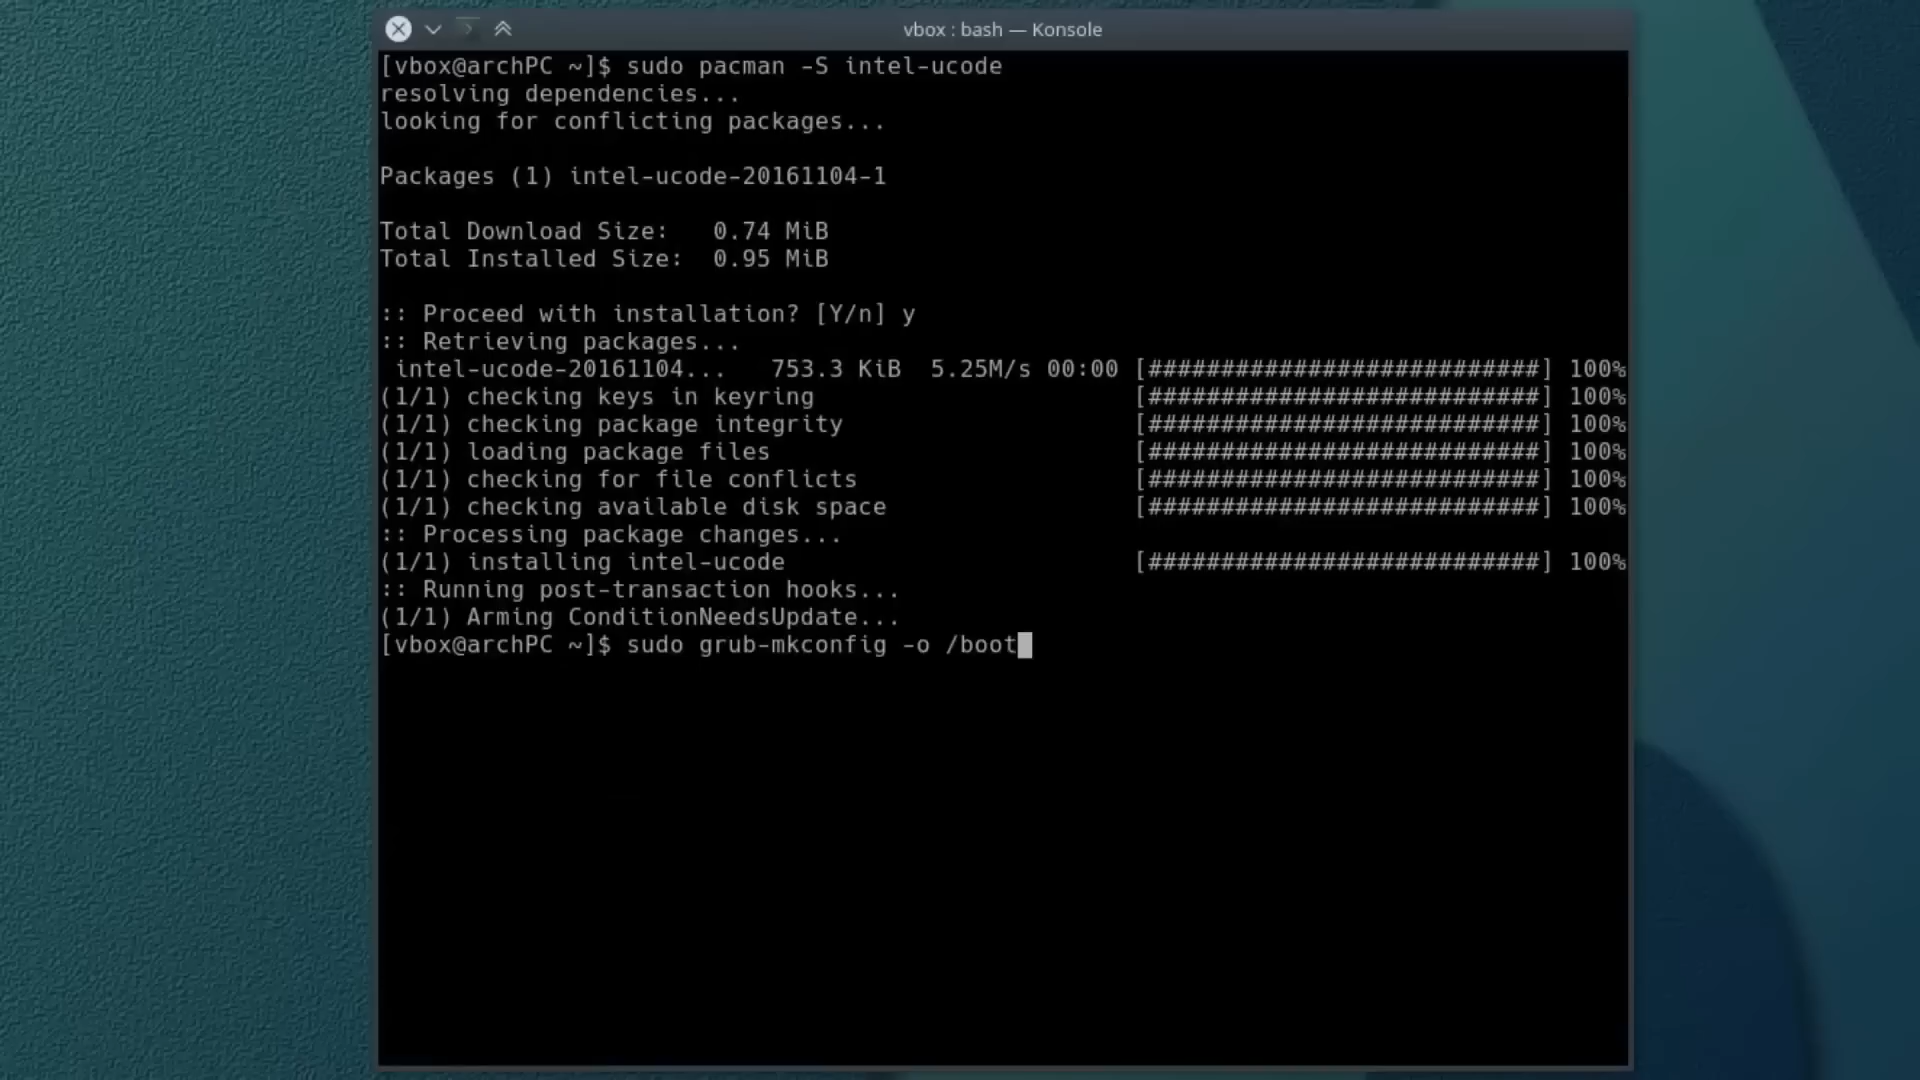 vbox : bash — Konsole
[vbox@archPC ~]$ sudo pacman -S intel-ucode
resolving dependencies...
looking for conflicting packages...
Packages (1) intel-ucode-20161104-1
Total Download Size:   0.74 MiB
Total Installed Size:  0.95 MiB
:: Proceed with installation? [Y/n] y
:: Retrieving packages...
 intel-ucode-20161104...   753.3 KiB  5.25M/s 00:00 [###########################] 100%
(1/1) checking keys in keyring                      [###########################] 100%
(1/1) checking package integrity                    [###########################] 100%
(1/1) loading package files                         [###########################] 100%
(1/1) checking for file conflicts                   [###########################] 100%
(1/1) checking available disk space                 [###########################] 100%
:: Processing package changes...
(1/1) installing intel-ucode                        [###########################] 100%
:: Running post-transaction hooks...
(1/1) Arming ConditionNeedsUpdate...
[vbox@archPC ~]$ sudo grub-mkconfig -o /boot